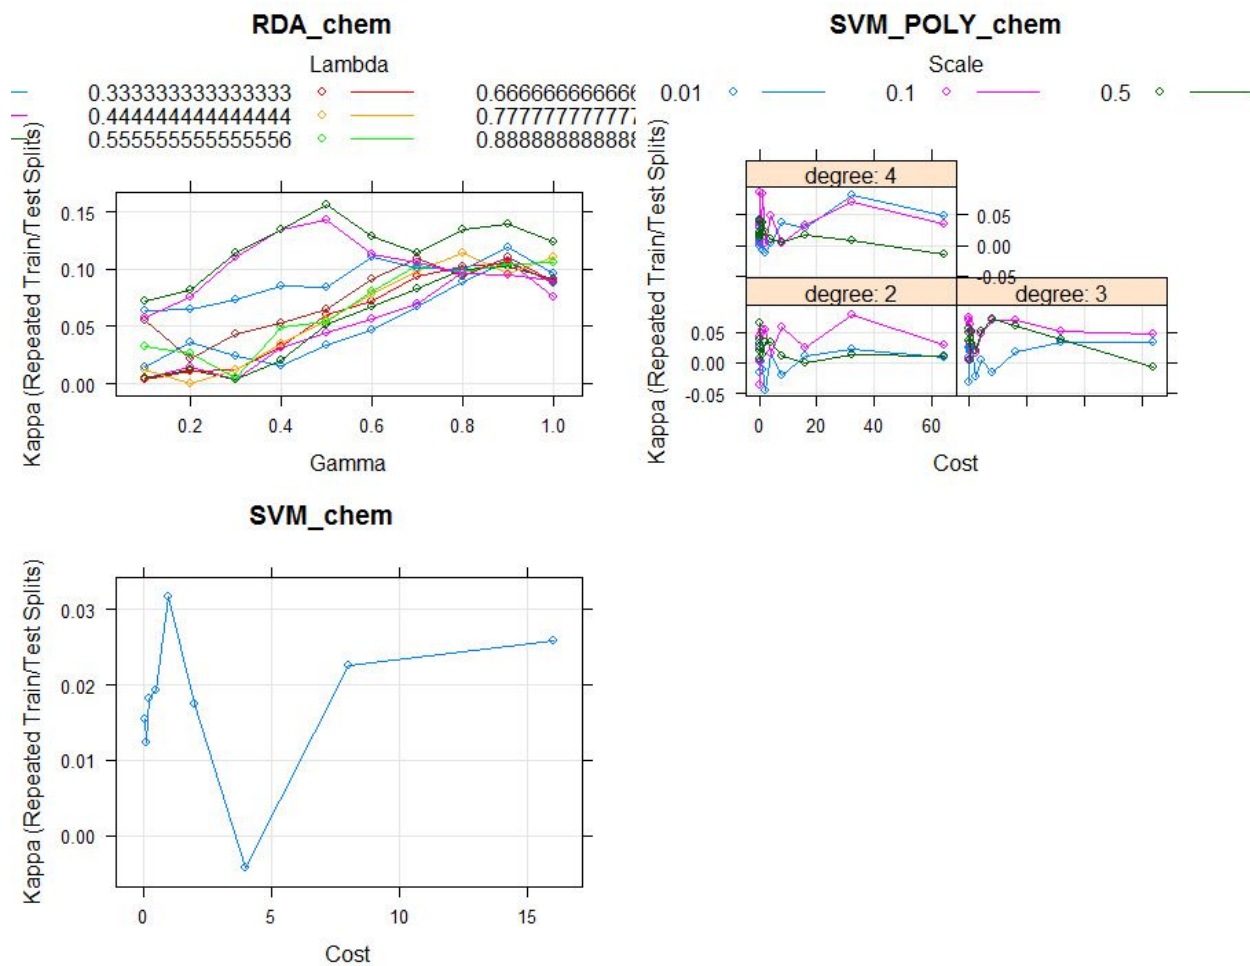 RDA_chem
Lambda
0.333333333333333 0.666666666666
0.444444444444444 0.77777777777
0.555555555555556 0.888888888888
Kappa (Repeated Train/Test Splits)
0.15
0.10
0.05
0.00
0.2 0.4 0.6 0.8 1.0
Gamma
SVM_POLY_chem
Scale
0.01 0.1 0.5
Kappa (Repeated Train/Test Splits)
degree: 4
0.05
0.00
-0.05
degree: 2 degree: 3
0.05
0.00
-0.05
0 20 40 60
Cost
SVM_chem
Kappa (Repeated Train/Test Splits)
0.03
0.02
0.01
0.00
0 5 10 15
Cost